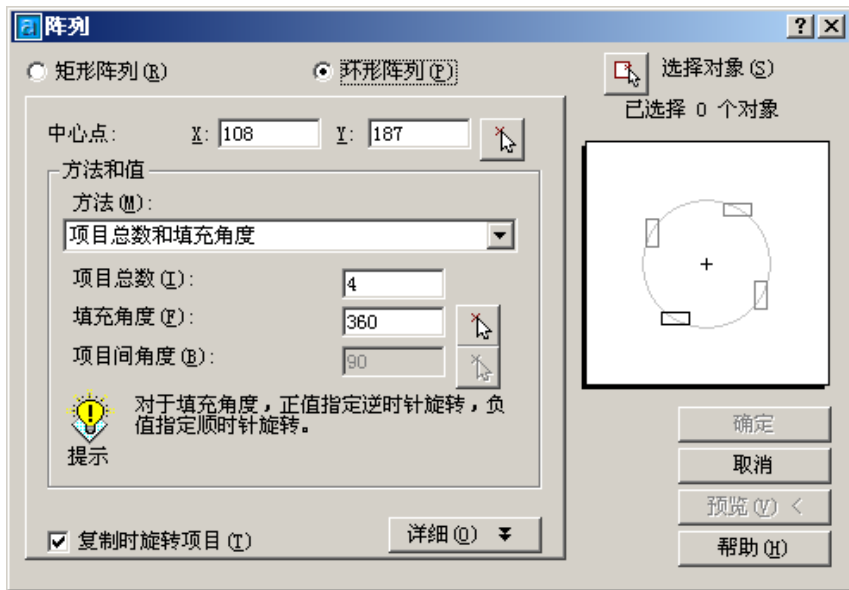 阵列
矩形阵列(R) 环形阵列(P) 选择对象(S)
已选择 0 个对象
中心点: X: 108 Y: 187
方法和值
方法(M):
项目总数和填充角度
项目总数(I): 4
填充角度(F): 360
项目间角度(B): 90
对于填充角度，正值指定逆时针旋转，负
值指定顺时针旋转。
提示
确定
取消
预览(V) <
帮助(H)
复制时旋转项目(T) 详细(O)